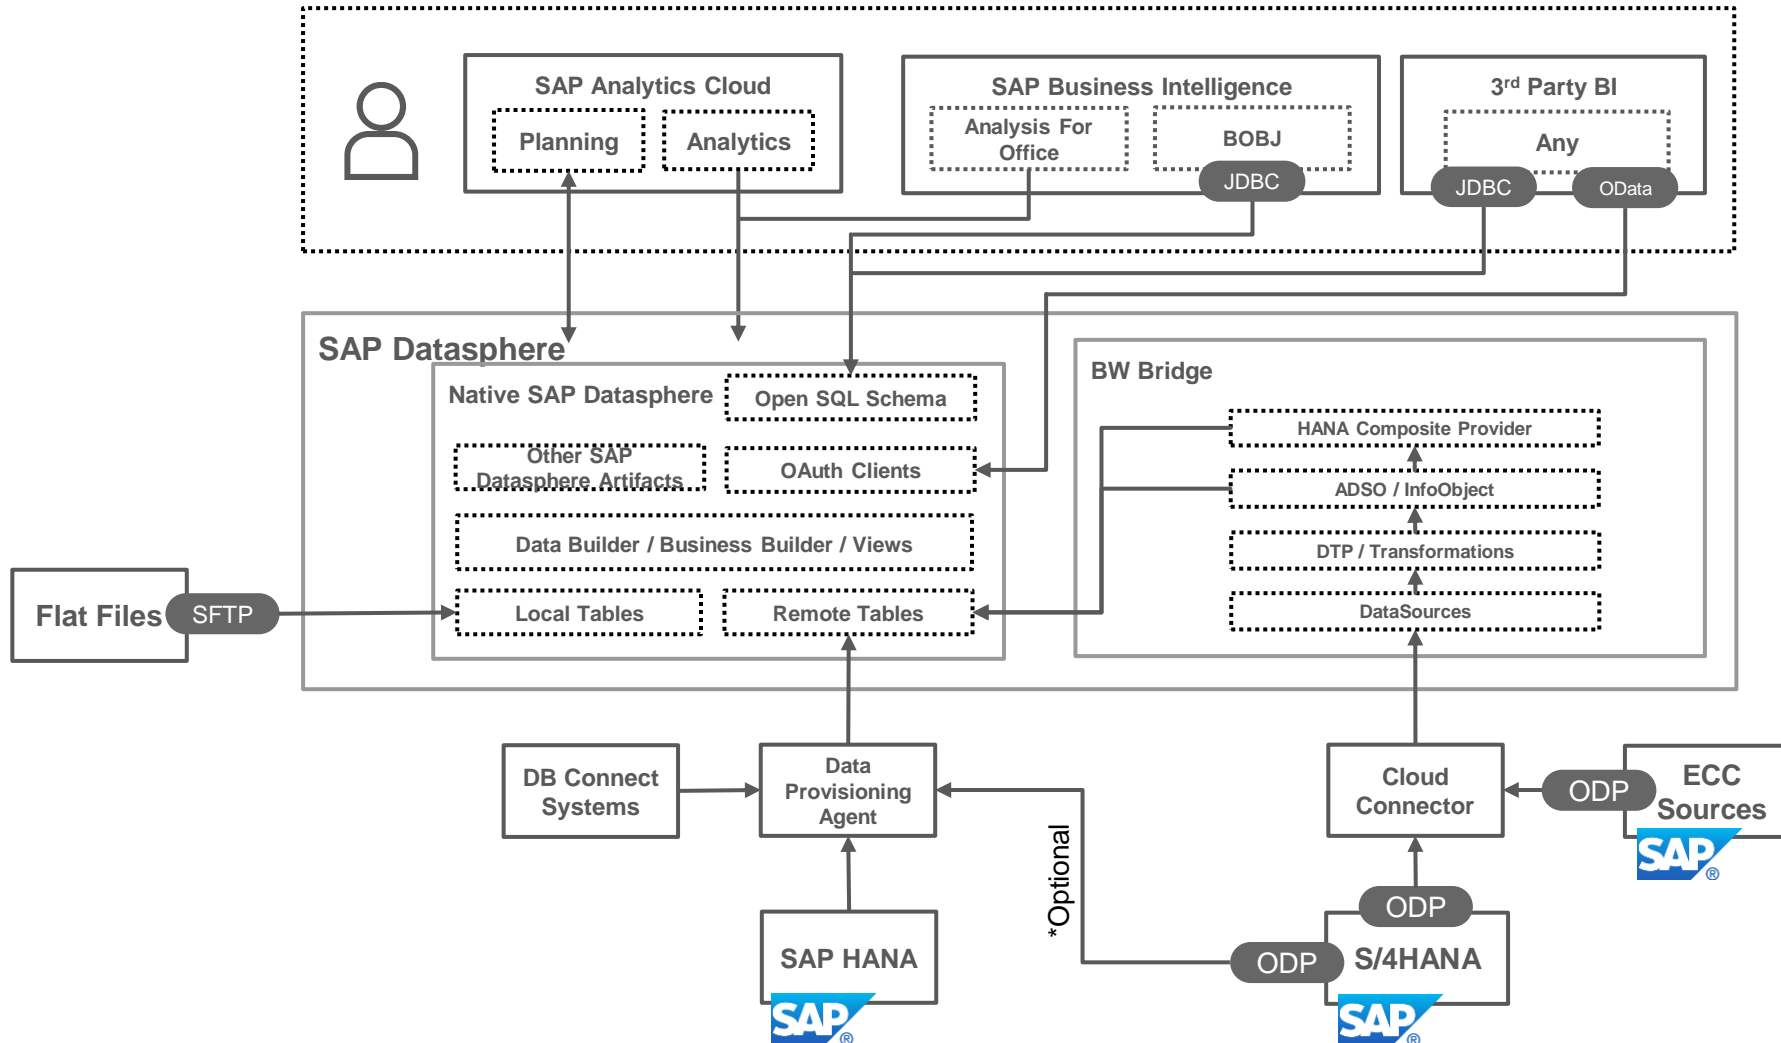 SAP Analytics Cloud
Planning
Analytics
SAP Business Intelligence
Analysis For
Office
BOBJ
JDBC
3rd Party BI
Any
JDBC
OData
SAP Datasphere
Native SAP Datasphere
Open SQL Schema
Other SAP
Datasphere Artifacts
OAuth Clients
Data Builder / Business Builder / Views
Local Tables
Remote Tables
BW Bridge
HANA Composite Provider
ADSO / InfoObject
DTP / Transformations
DataSources
Flat Files
SFTP
DB Connect
Systems
Data
Provisioning
Agent
Cloud
Connector
ODP
ECC
Sources
SAP®
*Optional
ODP
SAP HANA
SAP®
ODP
S/4HANA
SAP®